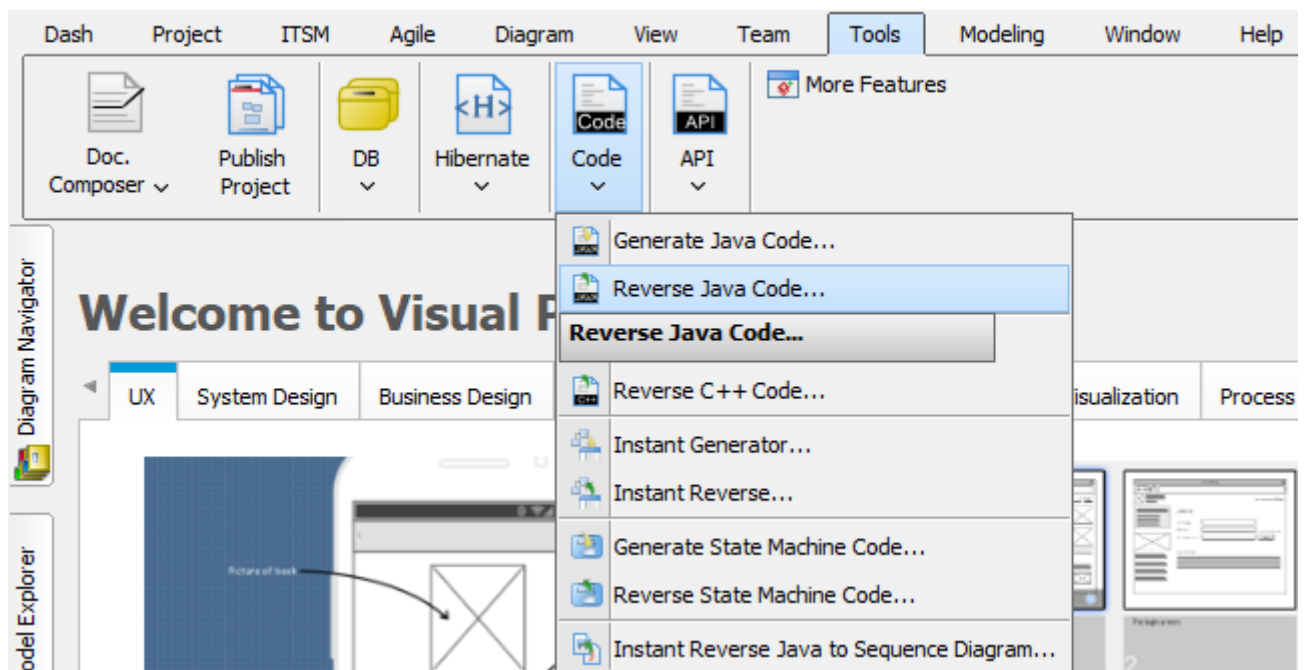 Dash Project ITSM Agile Diagram View Team Tools Modeling Window Help
More Features
<H> Code API
Doc. Composer
Publish Project
DB
Hibernate
Code
API
Generate Java Code...
Reverse Java Code...
Reverse Java Code...
Reverse C++ Code...
Instant Generator...
Instant Reverse...
Generate State Machine Code...
Reverse State Machine Code...
Instant Reverse Java to Sequence Diagram...
Diagram Navigator
Welcome to Visual
UX System Design Business Design isualization Process
Picture of book
odel Explorer